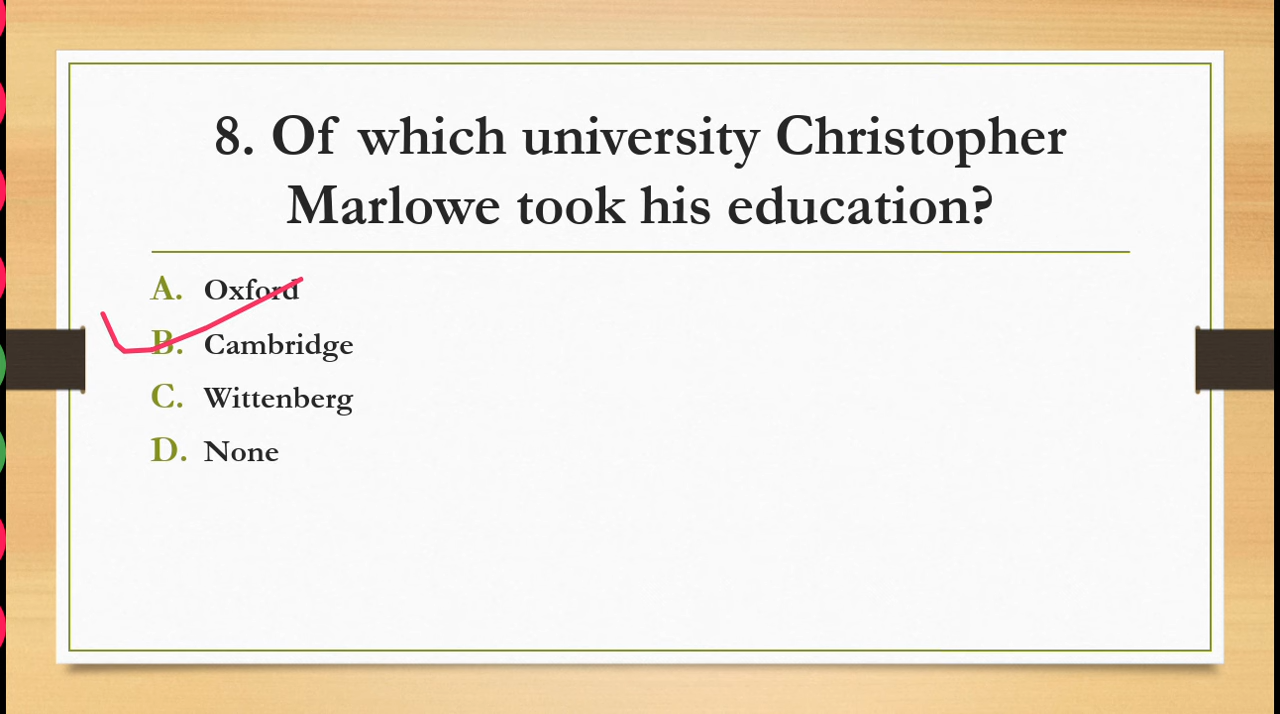 8. Of which university Christopher
Marlowe took his education?
A. Oxford
B. Cambridge
C. Wittenberg
D. None